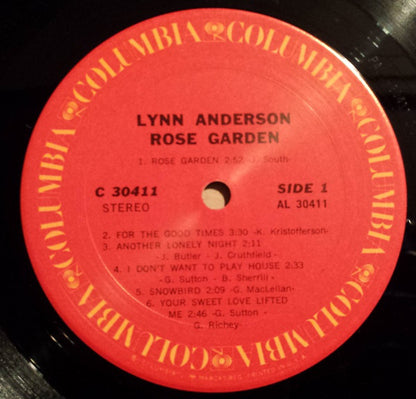 COLUMBIA COLUMBIA COLUMBIA COLUMBIA COLUMBIA COLUMBIA
LYNN ANDERSON
ROSE GARDEN
1. ROSE GARDEN 2:52 -J. South-
C 30411 SIDE 1
STEREO AL 30411
2. FOR THE GOOD TIMES 3:30 -K. Kristofferson-
3. ANOTHER LONELY NIGHT 2:11
-J. Butler - J. Cruthfield-
4. I DON'T WANT TO PLAY HOUSE 2:33
-G. Sutton - B. Sherrill-
5. SNOWBIRD 2:09 -G. MacLellan-
6. YOUR SWEET LOVE LIFTED
ME 2:46 -G. Sutton -
G. Richey-